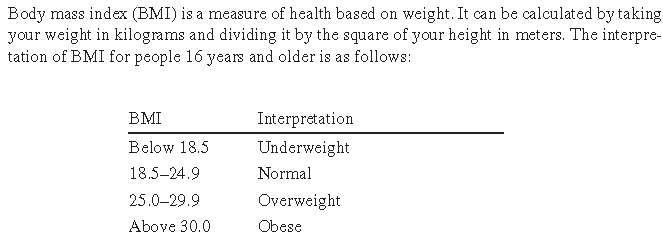 Body mass index (BMI) is a measure of health based on weight. It can be calculated by taking
your weight in kilograms and dividing it by the square of your height in meters. The interpre-
tation of BMI for people 16 years and older is as follows:
BMI Interpretation
Below 18.5 Underweight
18.5–24.9 Normal
25.0–29.9 Overweight
Above 30.0 Obese